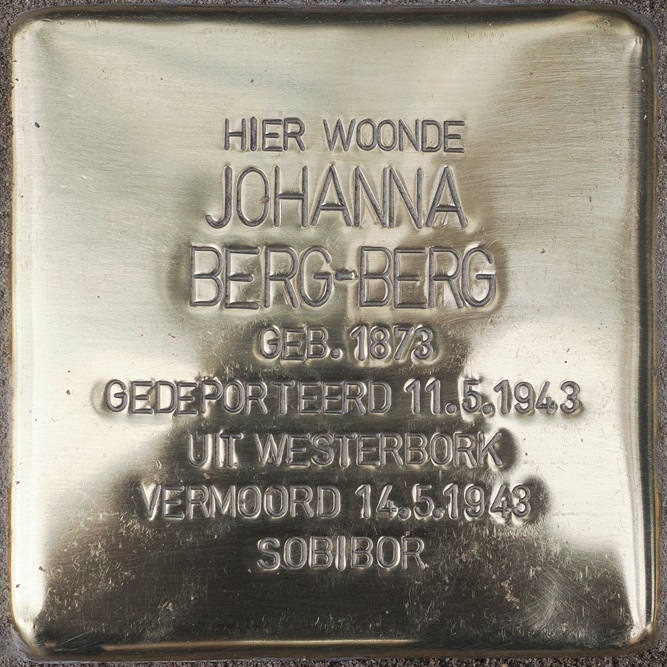 HIER WOONDE
JOHANNA
BERG-BERG
GEB. 1873
GEDEPORTEERD 11.5.1943
UIT WESTERBORK
VERMOORD 14.5.1943
SOBIBOR